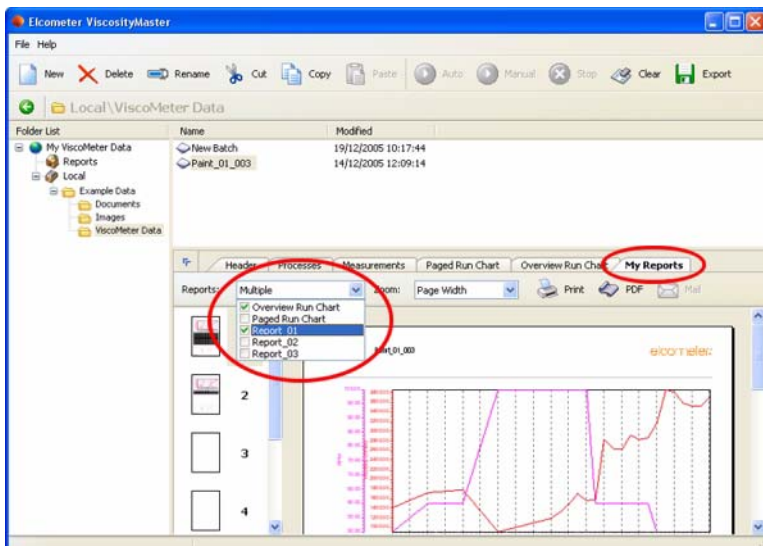 Elcometer ViscosityMaster
File Help
New Delete Rename Cut Copy Paste Auto Manual Stop Clear Export
Local\ViscoMeter Data
Folder List
Name Modified
My ViscoMeter Data
Reports
Local
Example Data
Documents
Images
ViscoMeter Data
New Batch 19/12/2005 10:17:44
Paint_01_003 14/12/2005 12:09:14
Header Processes Measurements Paged Run Chart Overview Run Chart My Reports
Reports: Multiple Zoom: Page Width Print PDF Mail
Overview Run Chart
Paged Run Chart
Report_01
Report_02
Report_03
Paint_01_003
elcometer
2
3
4